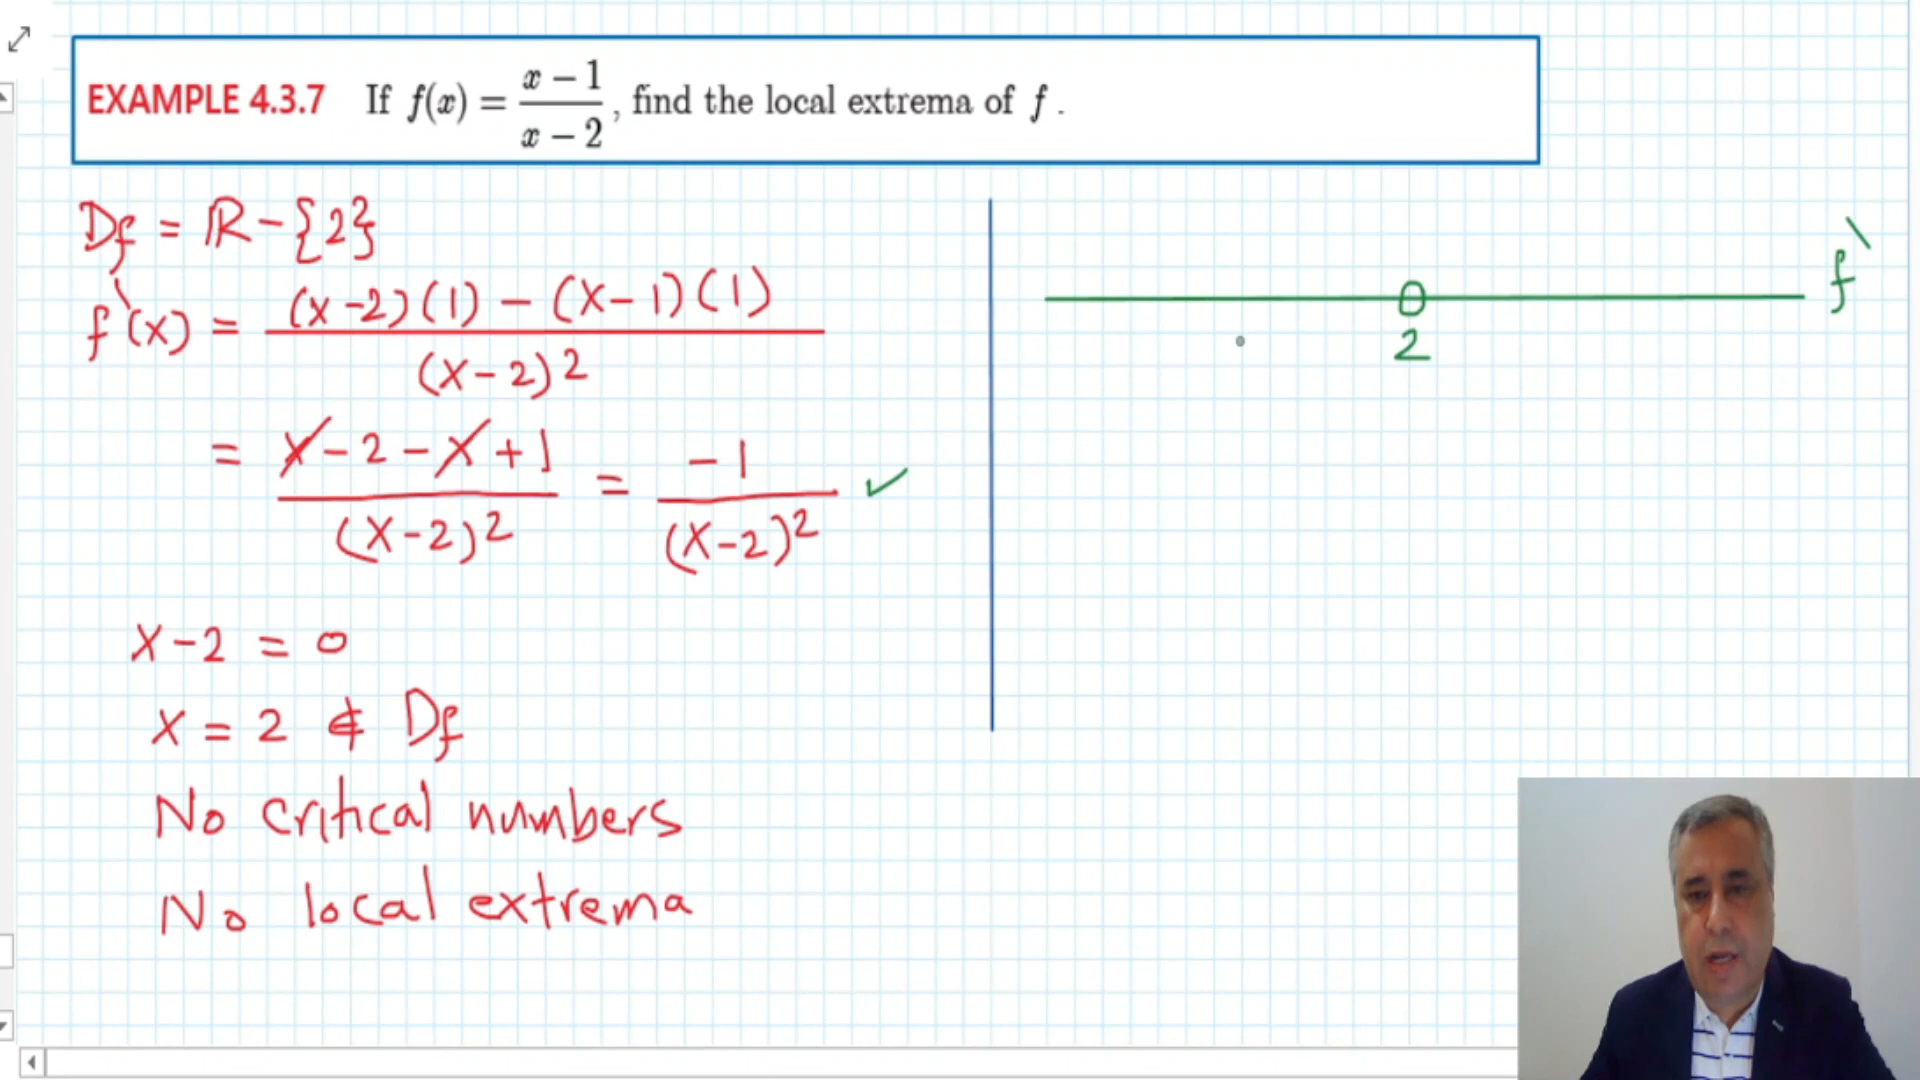 EXAMPLE 4.3.7 If f(x) = (x − 1)/(x − 2), find the local extrema of f.
Df = ℝ − {2}
f`(x) = ((x-2)(1) − (x-1)(1))/(x-2)²
= (x-2-x+1)/(x-2)² = -1/(x-2)² ✓
x-2 = 0
x = 2 ∉ Df
No critical numbers
No local extrema
f`
2